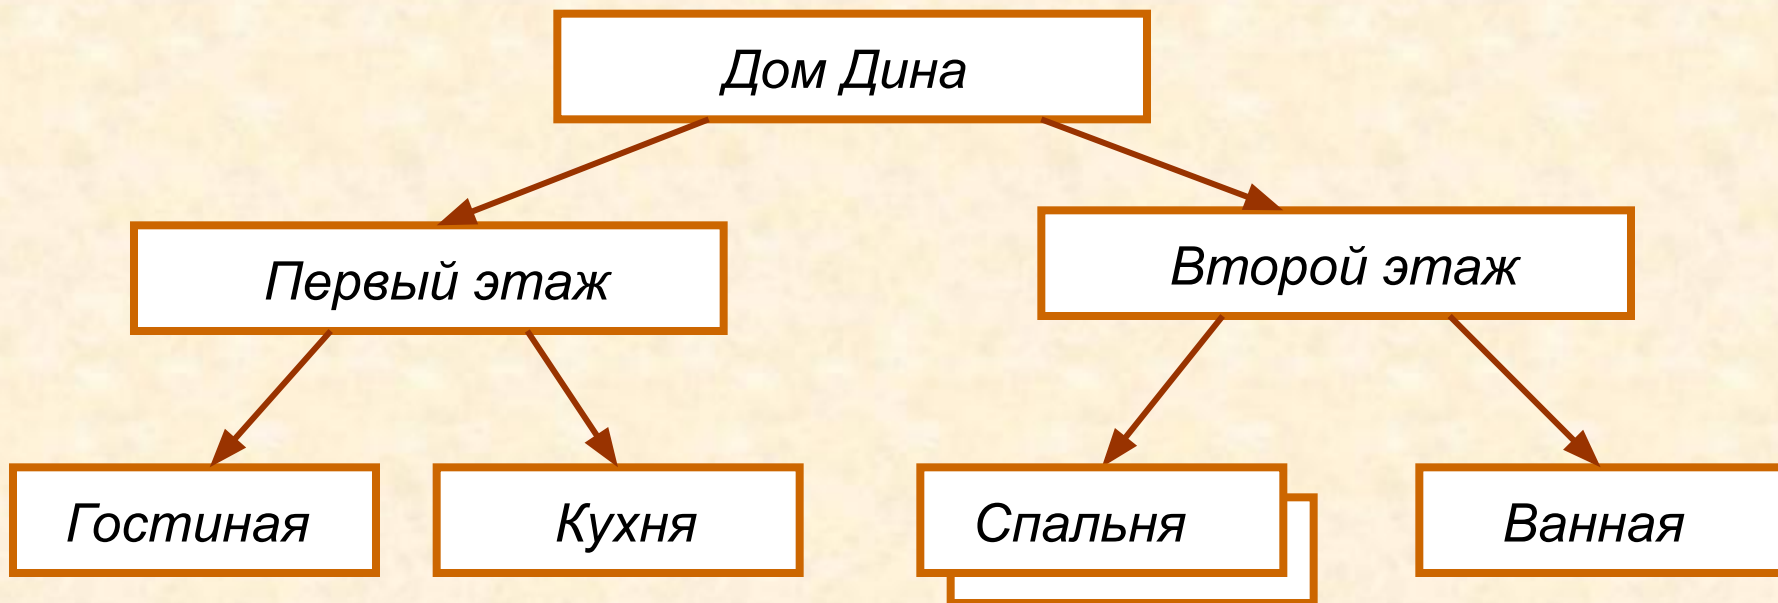 Дом Дина
Первый этаж
Второй этаж
Гостиная
Кухня
Спальня
Ванная